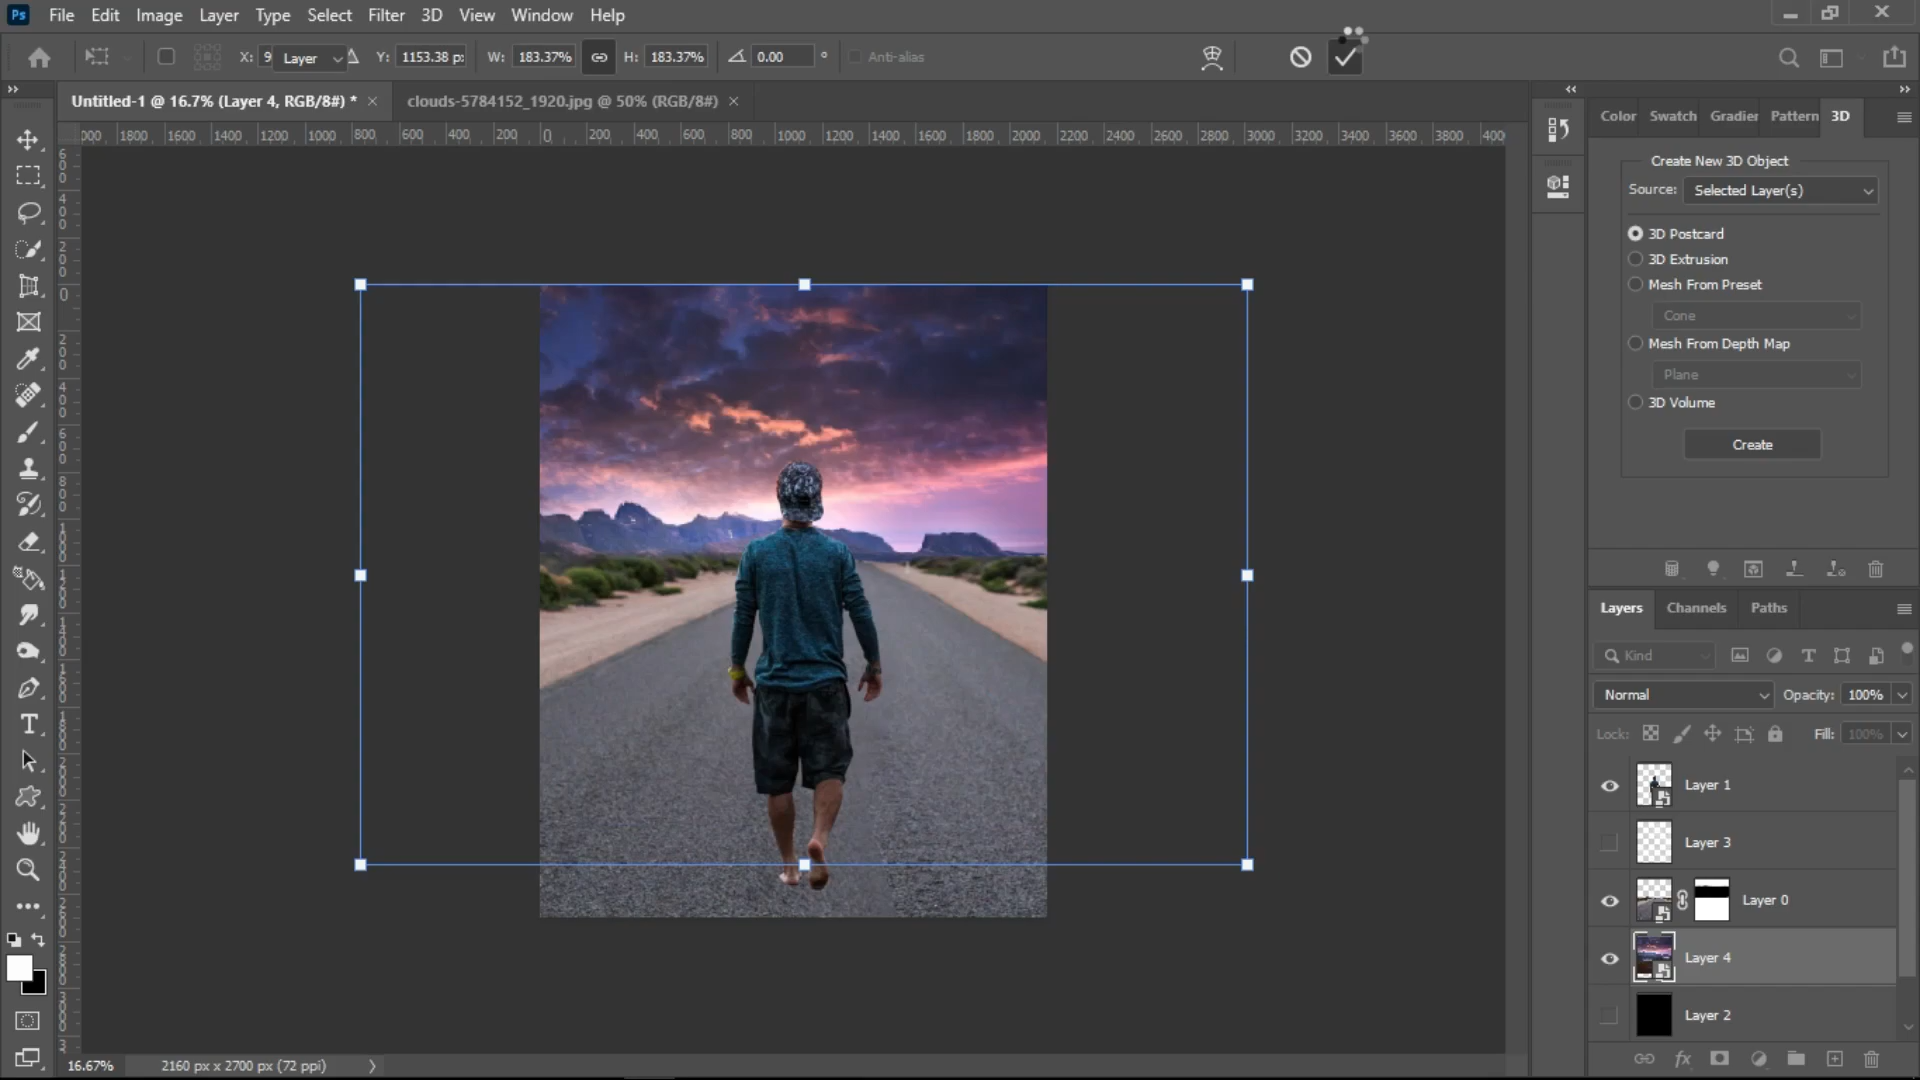 Ps File Edit Image Layer Type Select Filter 3D View Window Help
X: 9 Layer Y: 1153.38 px W: 183.37% H: 183.37% 0.00 ° Anti-alias
Untitled-1 @ 16.7% (Layer 4, RGB/8#) * × clouds-5784152_1920.jpg @ 50% (RGB/8#) ×
1800 1600 1400 1200 1000 800 600 400 200 0 200 400 600 800 1000 1200 1400 1600 1800 2000 2200 2400 2600 2800 3000 3200 3400 3600 3800 400
Color Swatch Gradier Pattern 3D
Create New 3D Object
Source: Selected Layer(s)
3D Postcard
3D Extrusion
Mesh From Preset
Cone
Mesh From Depth Map
Plane
3D Volume
Create
Layers Channels Paths
Kind
Normal Opacity: 100%
Lock: Fill: 100%
Layer 1
Layer 3
Layer 0
Layer 4
Layer 2
16.67% 2160 px x 2700 px (72 ppi)